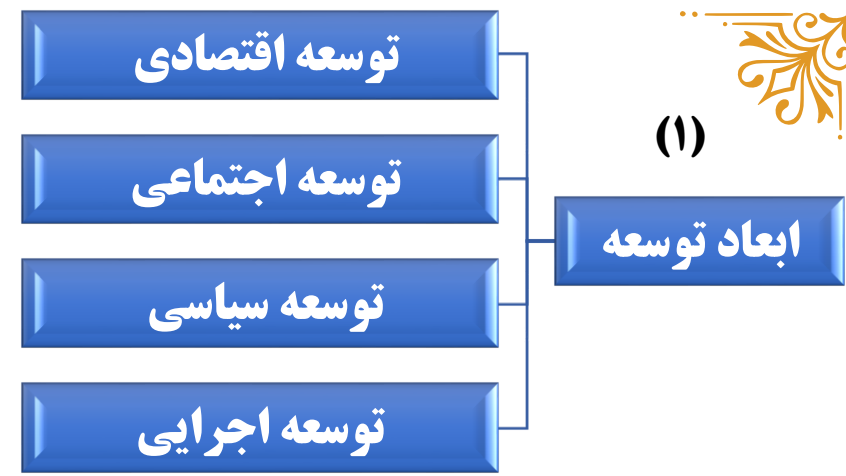 (۱)
ابعاد توسعه
توسعه اقتصادی
توسعه اجتماعی
توسعه سیاسی
توسعه اجرایی